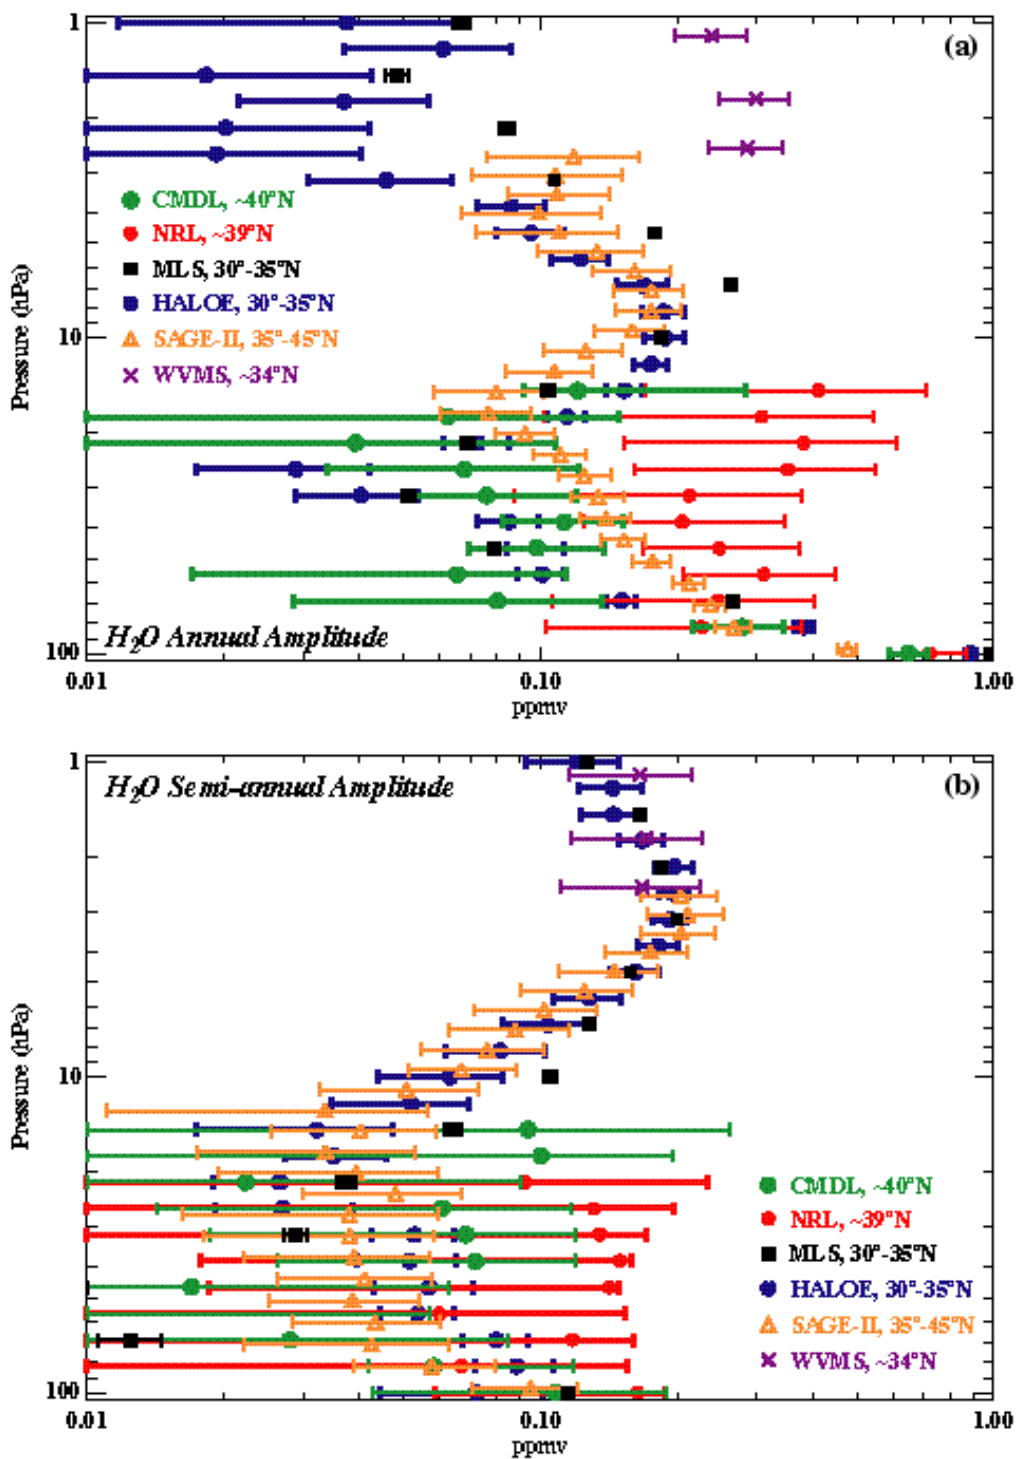 1
(a)
CMDL, ~40°N
NRL, ~39°N
MLS, 30°-35°N
HALOE, 30°-35°N
SAGE-II, 35°-45°N
WVMS, ~34°N
Pressure (hPa)
10
H₂O Annual Amplitude
100
0.01 0.10 1.00
ppmv
1
H₂O Semi-annual Amplitude (b)
Pressure (hPa)
10
CMDL, ~40°N
NRL, ~39°N
MLS, 30°-35°N
HALOE, 30°-35°N
SAGE-II, 35°-45°N
WVMS, ~34°N
100
0.01 0.10 1.00
ppmv